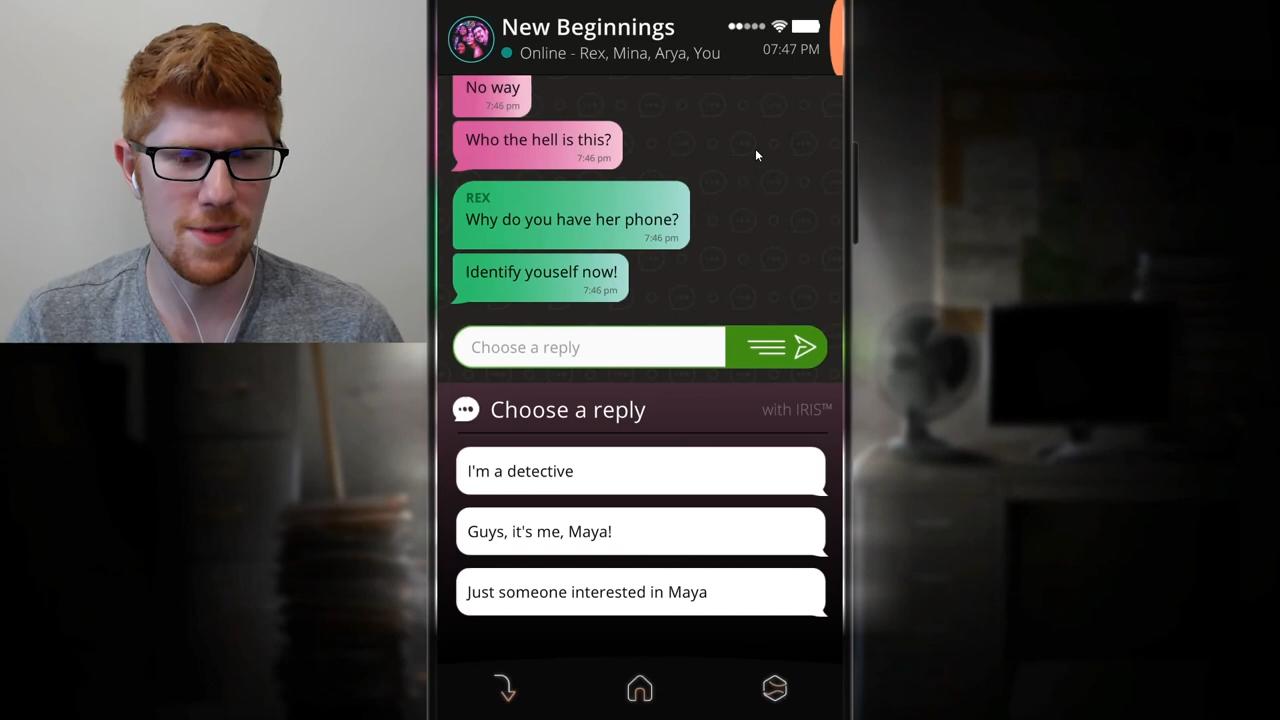 New Beginnings
Online - Rex, Mina, Arya, You
07:47 PM
No way
7:46 pm
Who the hell is this?
7:46 pm
REX
Why do you have her phone?
7:46 pm
Identify youself now!
7:46 pm
Choose a reply
Choose a reply
with IRIS™
I'm a detective
Guys, it's me, Maya!
Just someone interested in Maya